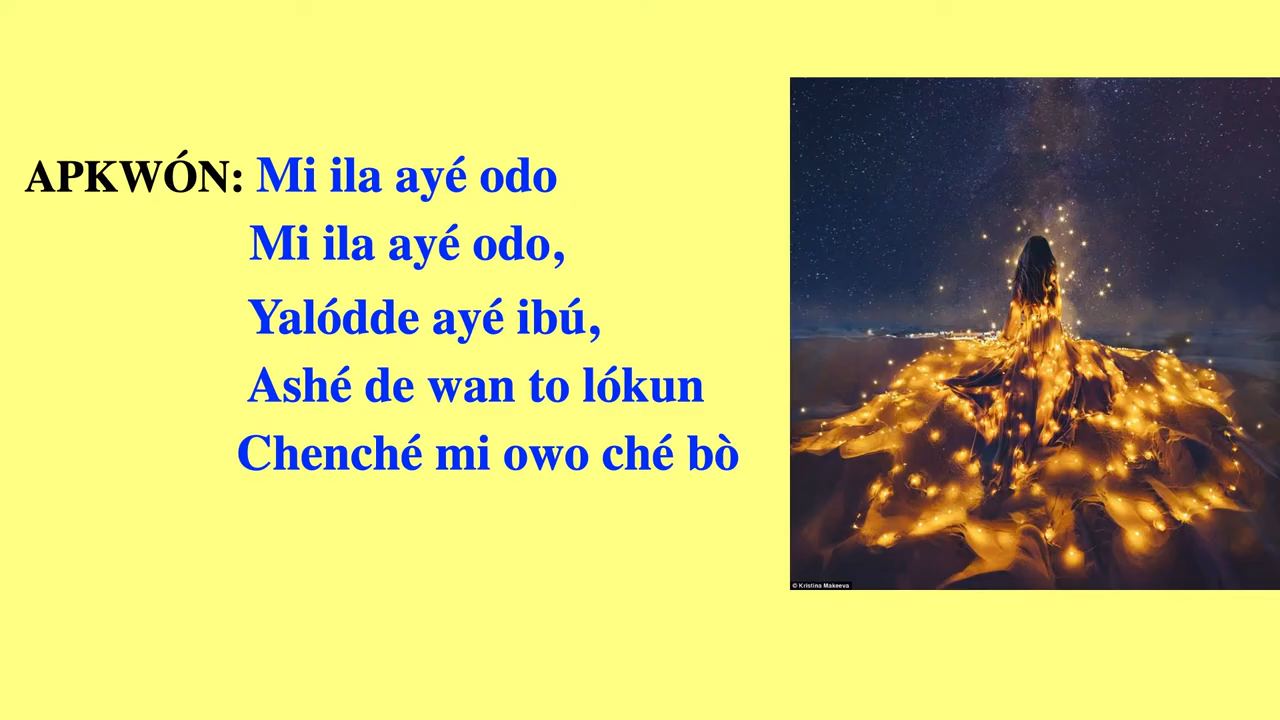 APKWÓN: Mi ila ayé odo
Mi ila ayé odo,
Yalódde ayé ibú,
Ashé de wan to lókun
Chenché mi owo ché bò
© Kristina Makeeva